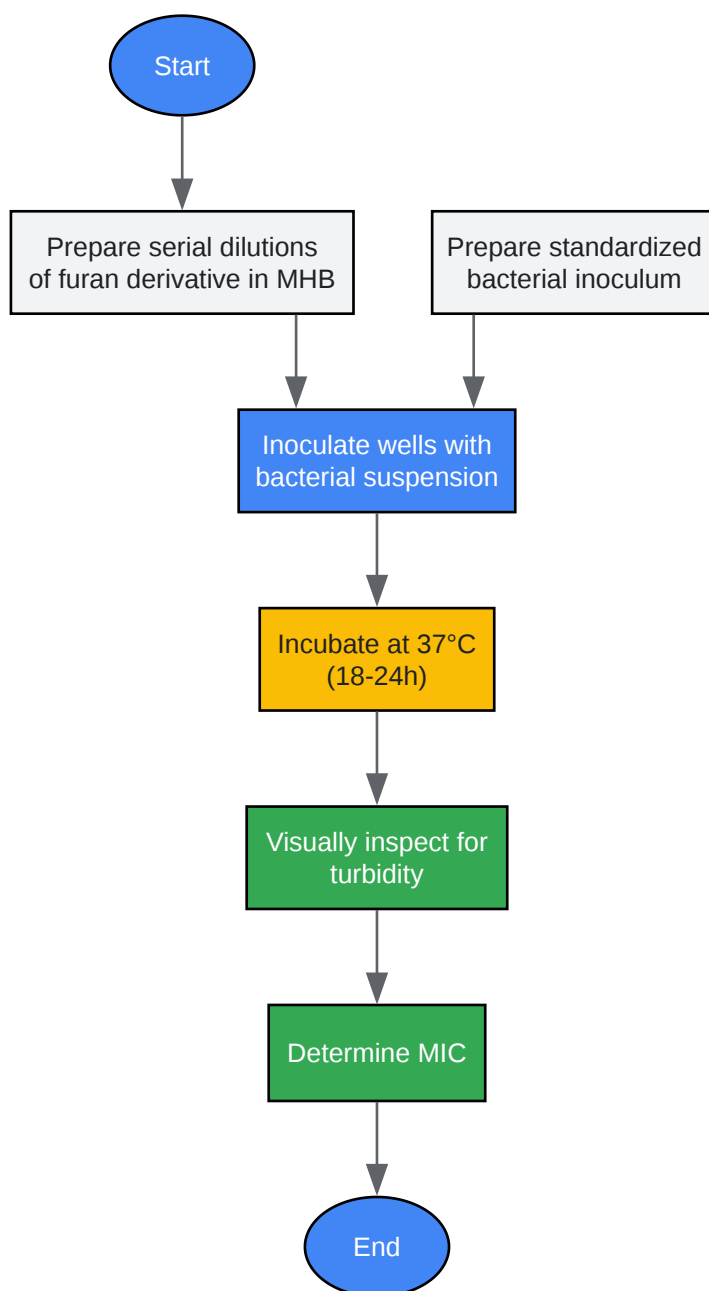 Start
Prepare serial dilutions
of furan derivative in MHB
Prepare standardized
bacterial inoculum
Inoculate wells with
bacterial suspension
Incubate at 37°C
(18-24h)
Visually inspect for
turbidity
Determine MIC
End